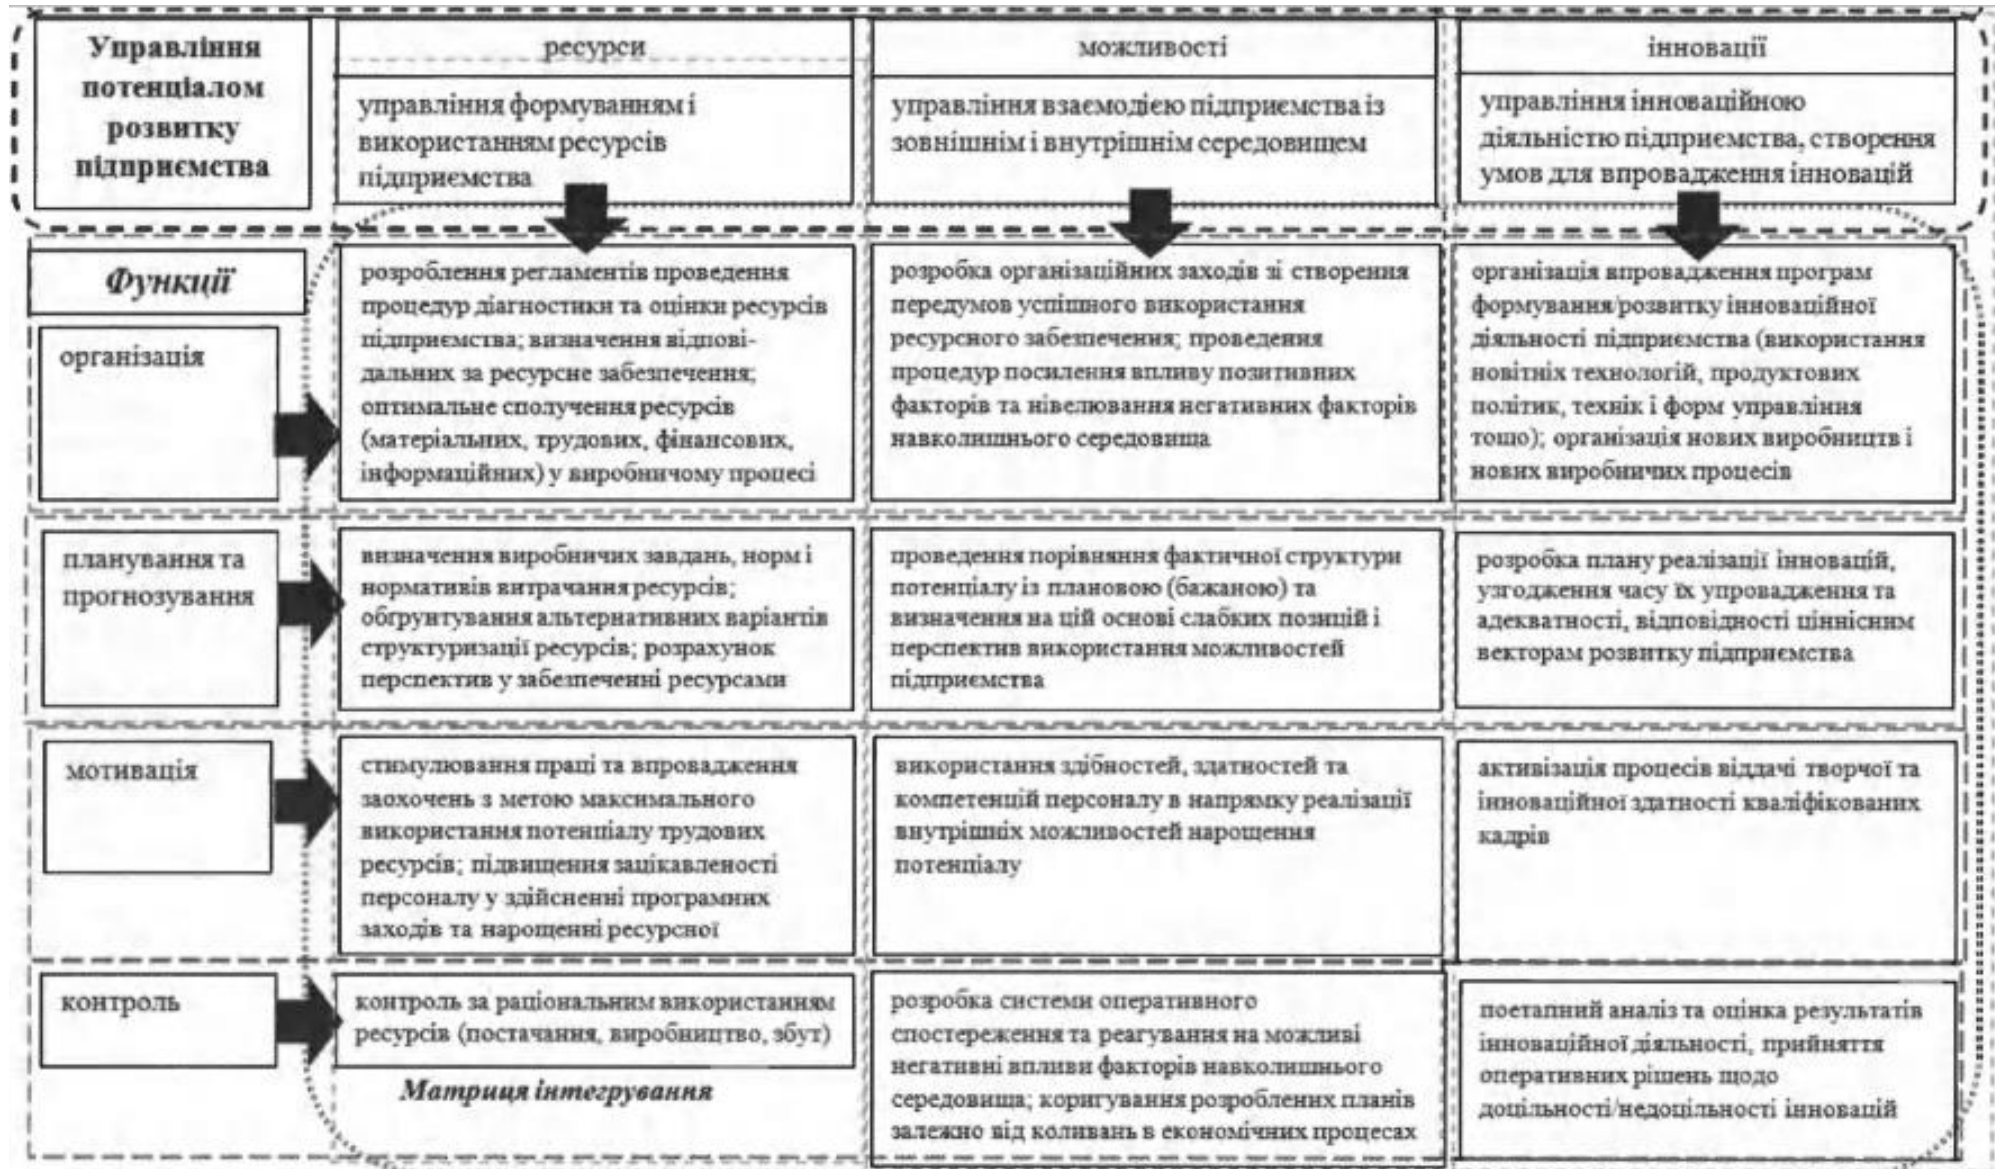 Управління
потенціалом
розвитку
підприємства
ресурси
управління формуванням і
використанням ресурсів
підприємства
можливості
управління взаємодією підприємства із
зовнішнім і внутрішнім середовищем
інновації
управління інноваційною
діяльністю підприємства, створення
умов для впровадження інновацій
Функції
організація
розроблення регламентів проведення
процедур діагностики та оцінки ресурсів
підприємства; визначення відпові-
дальних за ресурсне забезпечення;
оптимальне сполучення ресурсів
(матеріальних, трудових, фінансових,
інформаційних) у виробничому процесі
розробка організаційних заходів зі створення
передумов успішного використання
ресурсного забезпечення; проведення
процедур посилення впливу позитивних
факторів та нівелювання негативних факторів
навколишнього середовища
організація впровадження програм
формування/розвитку інноваційної
діяльності підприємства (використання
новітніх технологій, продуктових
політик, технік і форм управління
тощо); організація нових виробництв і
нових виробничих процесів
планування та
прогнозування
визначення виробничих завдань, норм і
нормативів витрачання ресурсів;
обґрунтування альтернативних варіантів
структуризації ресурсів; розрахунок
перспектив у забезпеченні ресурсами
проведення порівняння фактичної структури
потенціалу із плановою (бажаною) та
визначення на цій основі слабких позицій і
перспектив використання можливостей
підприємства
розробка плану реалізації інновацій,
узгодження часу їх упровадження та
адекватності, відповідності ціннісним
векторам розвитку підприємства
мотивація
стимулювання праці та впровадження
заохочень з метою максимального
використання потенціалу трудових
ресурсів; підвищення зацікавленості
персоналу у здійсненні програмних
заходів та нарощенні ресурсної
використання здібностей, здатностей та
компетенцій персоналу в напрямку реалізації
внутрішніх можливостей нарощення
потенціалу
активізація процесів віддачі творчої та
інноваційної здатності кваліфікованих
кадрів
контроль
контроль за раціональним використанням
ресурсів (постачання, виробництво, збут)
Матриця інтегрування
розробка системи оперативного
спостереження та реагування на можливі
негативні впливи факторів навколишнього
середовища; коригування розроблених планів
залежно від коливань в економічних процесах
поетапний аналіз та оцінка результатів
інноваційної діяльності, прийняття
оперативних рішень щодо
доцільності/недоцільності інновацій